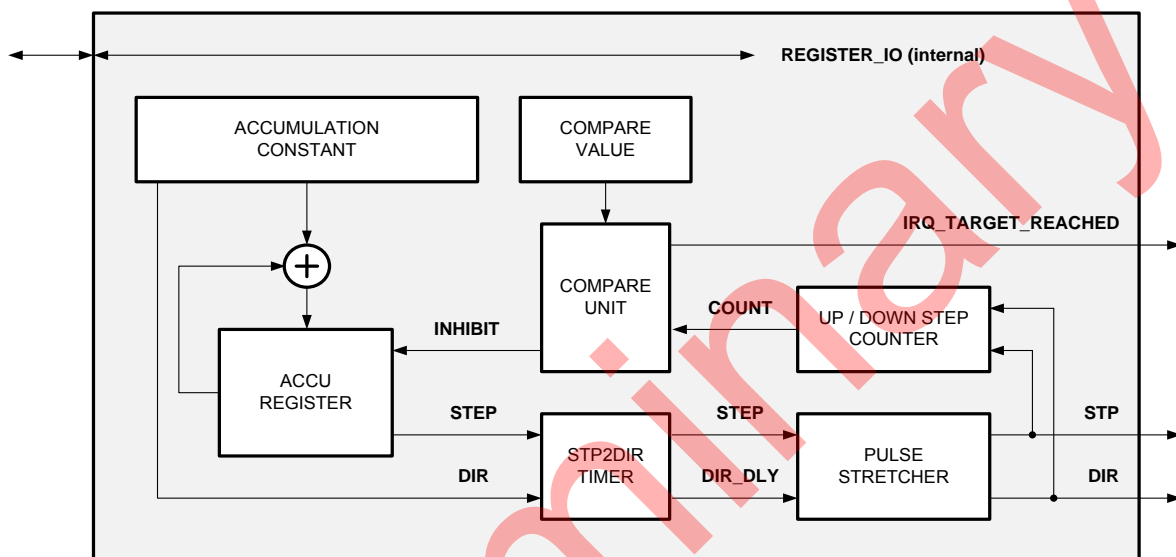 REGISTER_IO (internal)
ACCUMULATION
CONSTANT
COMPARE
VALUE
IRQ_TARGET_REACHED
COMPARE
UNIT
COUNT
UP / DOWN STEP
COUNTER
INHIBIT
ACCU
REGISTER
STEP
STEP
STP
STP2DIR
TIMER
PULSE
STRETCHER
DIR
DIR_DLY
DIR
minary